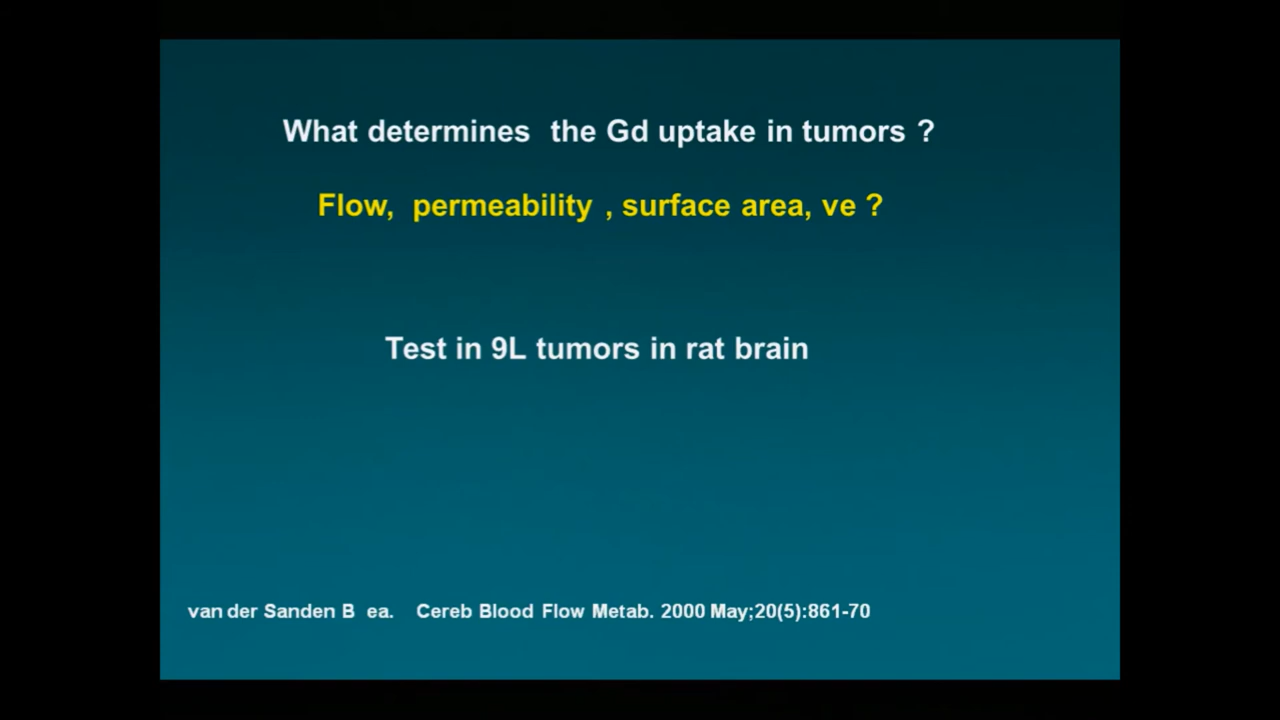 What determines the Gd uptake in tumors ?
Flow, permeability , surface area, ve ?
Test in 9L tumors in rat brain
van der Sanden B ea. Cereb Blood Flow Metab. 2000 May;20(5):861-70